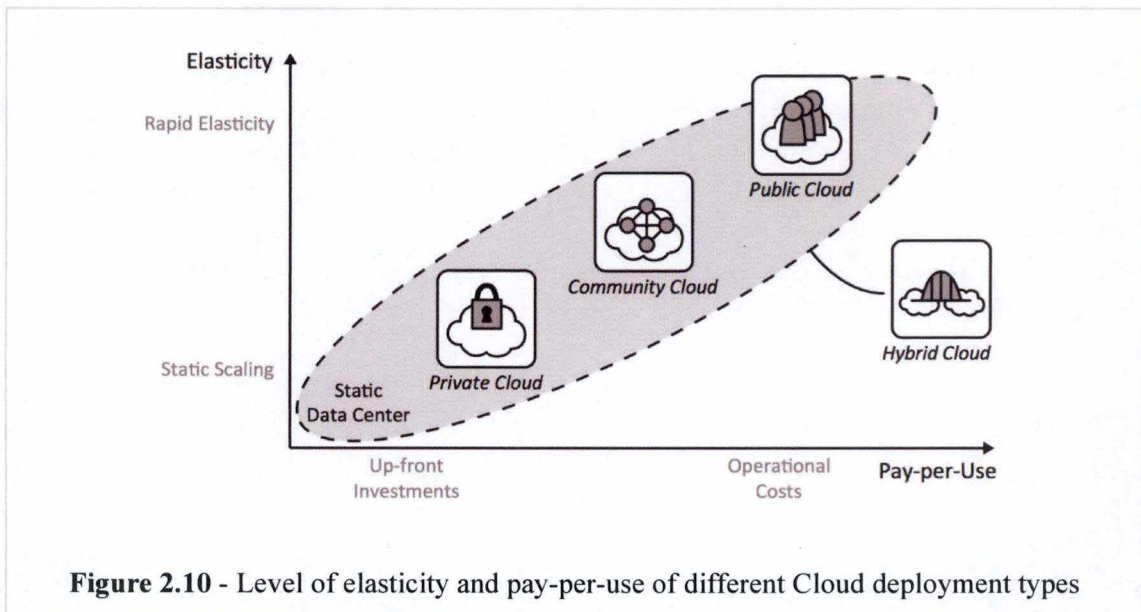 Elasticity
Rapid Elasticity
Public Cloud
Community Cloud
Hybrid Cloud
Static Scaling
Private Cloud
Static
Data Center
Up-front
Investments
Operational
Costs
Pay-per-Use
Figure 2.10 - Level of elasticity and pay-per-use of different Cloud deployment types